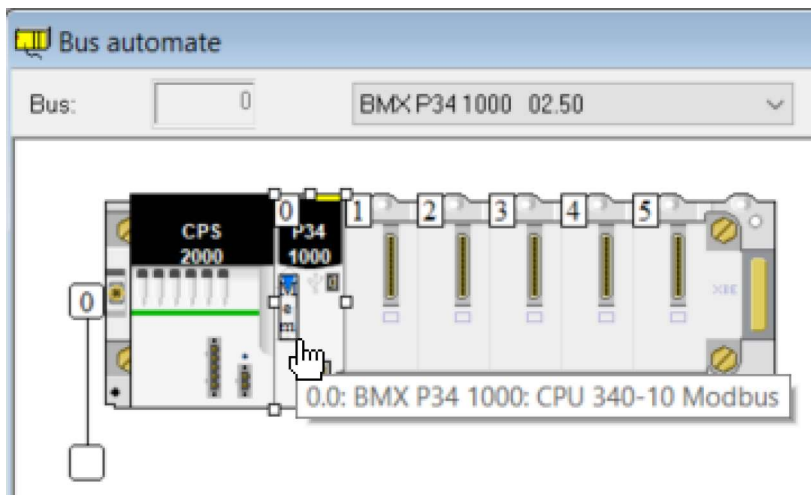 Bus automate
Bus: 0 BMX P34 1000 02.50
0 1 2 3 4 5
CPS P34
2000 1000
0
0.0: BMX P34 1000: CPU 340-10 Modbus